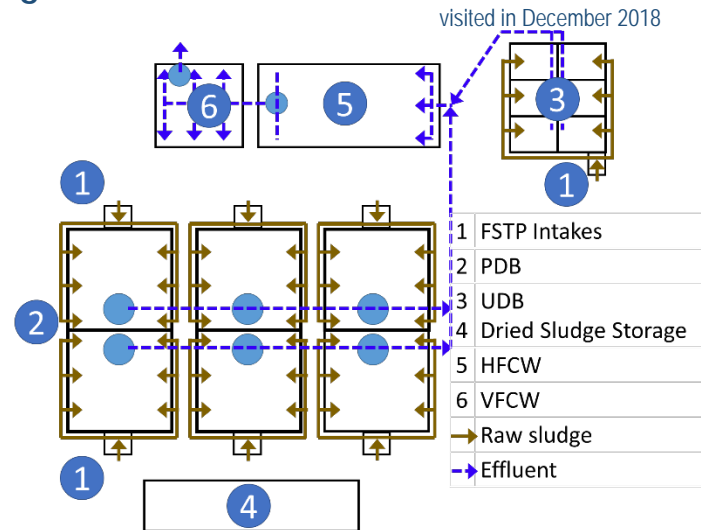 visited in December 2018
6
5
3
1
1
2
1
4
1 FSTP Intakes
2 PDB
3 UDB
4 Dried Sludge Storage
5 HFCW
6 VFCW
Raw sludge
Effluent